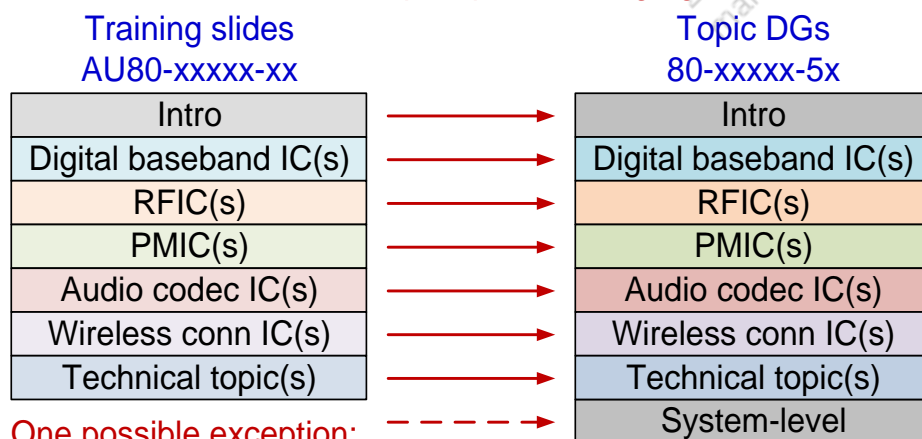 Training slides
AU80-xxxxx-xx
Intro
Digital baseband IC(s)
RFIC(s)
PMIC(s)
Audio codec IC(s)
Wireless conn IC(s)
Technical topic(s)
One possible exception:
Topic DGs
80-xxxxx-5x
Intro
Digital baseband IC(s)
RFIC(s)
PMIC(s)
Audio codec IC(s)
Wireless conn IC(s)
Technical topic(s)
System-level